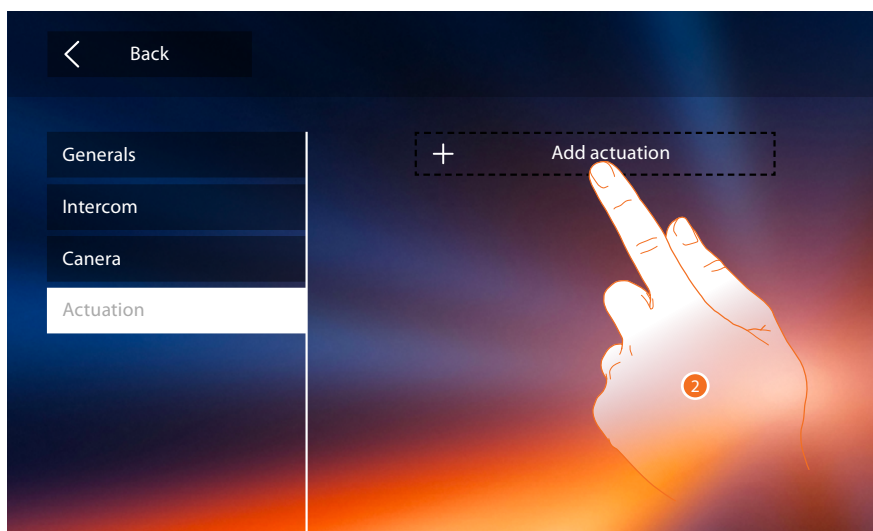 Back
Generals
+ Add actuation
Intercom
Canera
Actuation
2